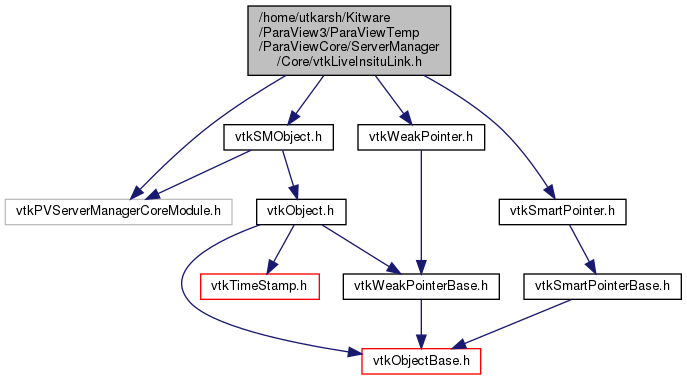 /home/utkarsh/Kitware
/ParaView3/ParaViewTemp
/ParaViewCore/ServerManager
/Core/vtkLiveInsituLink.h
vtkSMObject.h
vtkWeakPointer.h
vtkPVServerManagerCoreModule.h
vtkObject.h
vtkSmartPointer.h
vtkTimeStamp.h
vtkWeakPointerBase.h
vtkSmartPointerBase.h
vtkObjectBase.h